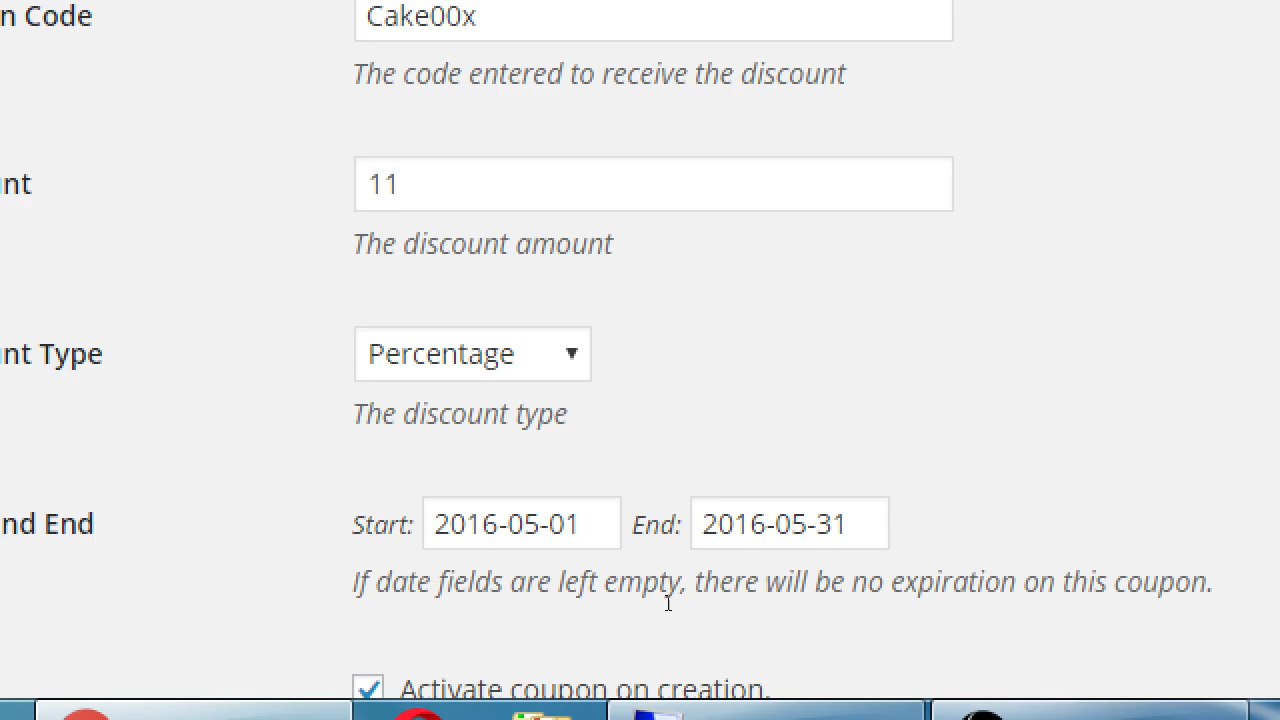 n Code Cake00x
The code entered to receive the discount
nt 11
The discount amount
nt Type Percentage
The discount type
nd End Start: 2016-05-01 End: 2016-05-31
If date fields are left empty, there will be no expiration on this coupon.
Activate coupon on creation.